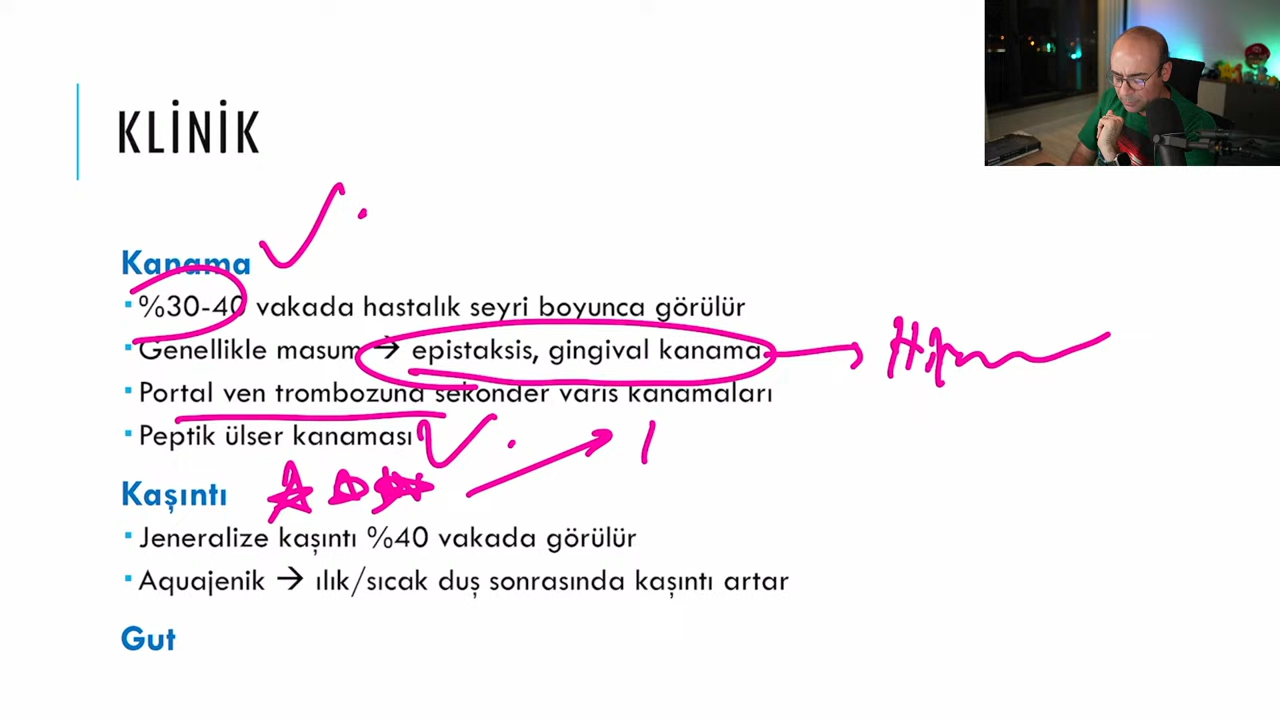 KLİNİK
Kanama
%30-40 vakada hastalık seyri boyunca görülür
Genellikle masum → epistaksis, gingival kanama
Portal ven trombozuna sekonder varis kanamaları
Peptik ülser kanaması
Kaşıntı
Jeneralize kaşıntı %40 vakada görülür
Aquajenik → ılık/sıcak duş sonrasında kaşıntı artar
Gut